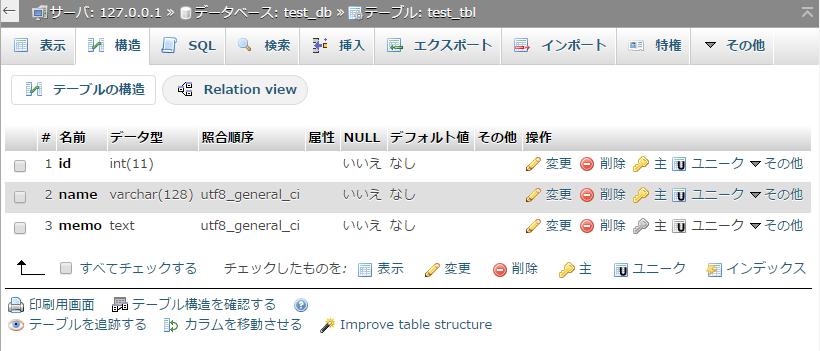 ← サーバ: 127.0.0.1 » データベース: test_db » テーブル: test_tbl
表示 構造 SQL 検索 挿入 エクスポート インポート 特権 ▼ その他
テーブルの構造 Relation view
# 名前 データ型 照合順序 属性 NULL デフォルト値 その他 操作
1 id int(11) いいえ なし 変更 削除 主 U ユニーク ▼ その他
2 name varchar(128) utf8_general_ci いいえ なし 変更 削除 主 U ユニーク ▼ その他
3 memo text utf8_general_ci いいえ なし 変更 削除 主 U ユニーク ▼ その他
すべてチェックする チェックしたものを: 表示 変更 削除 主 U ユニーク インデックス
印刷用画面 テーブル構造を確認する ?
テーブルを追跡する カラムを移動させる Improve table structure